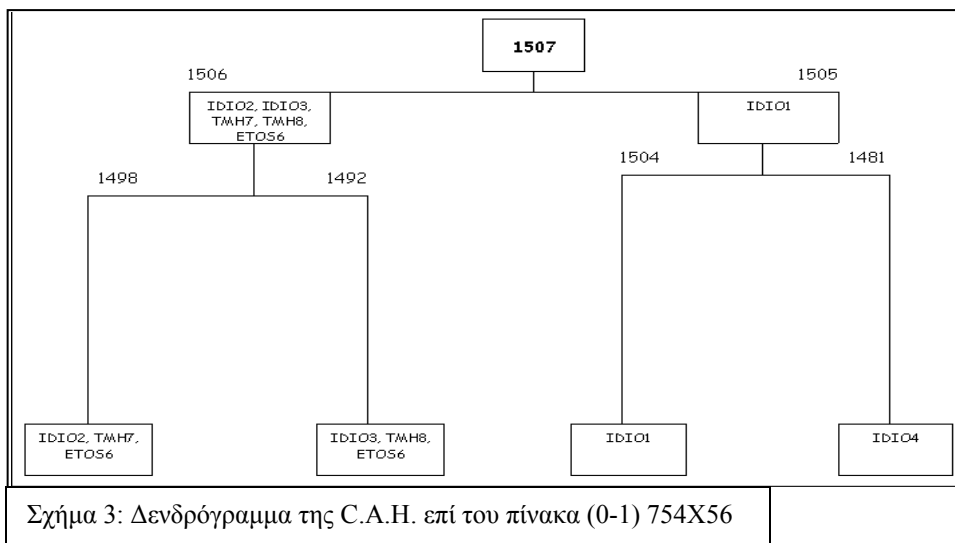 1507
1506
1505
IDIO2, IDIO3,
TMH7, TMH8,
ETOS6
IDIO1
1498
1492
1504
1481
IDIO2, TMH7,
ETOS6
IDIO3, TMH8,
ETOS6
IDIO1
IDIO4
Σχήμα 3: Δενδρόγραμμα της C.A.H. επί του πίνακα (0-1) 754X56